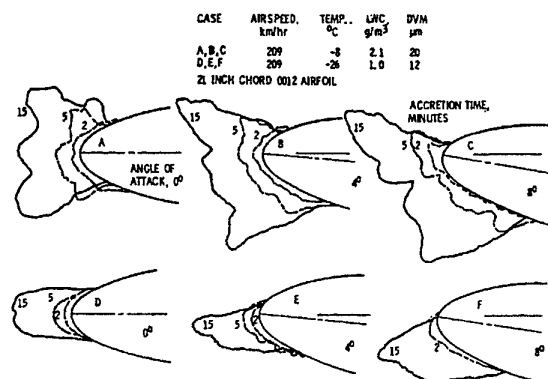 CASE AIRSPEED, TEMP., LWC, DVM
km/hr °C g/m³ μm
A,B,C 209 -8 2.1 20
D,E,F 209 -26 1.0 12
21 INCH CHORD 0012 AIRFOIL
ACCRETION TIME,
MINUTES
15 5 2 A
ANGLE OF
ATTACK, 0°
15 5 2 B
4°
15 5 2 C
8°
15 5 2 D
0°
15 5 2 E
4°
15 2 F
8°